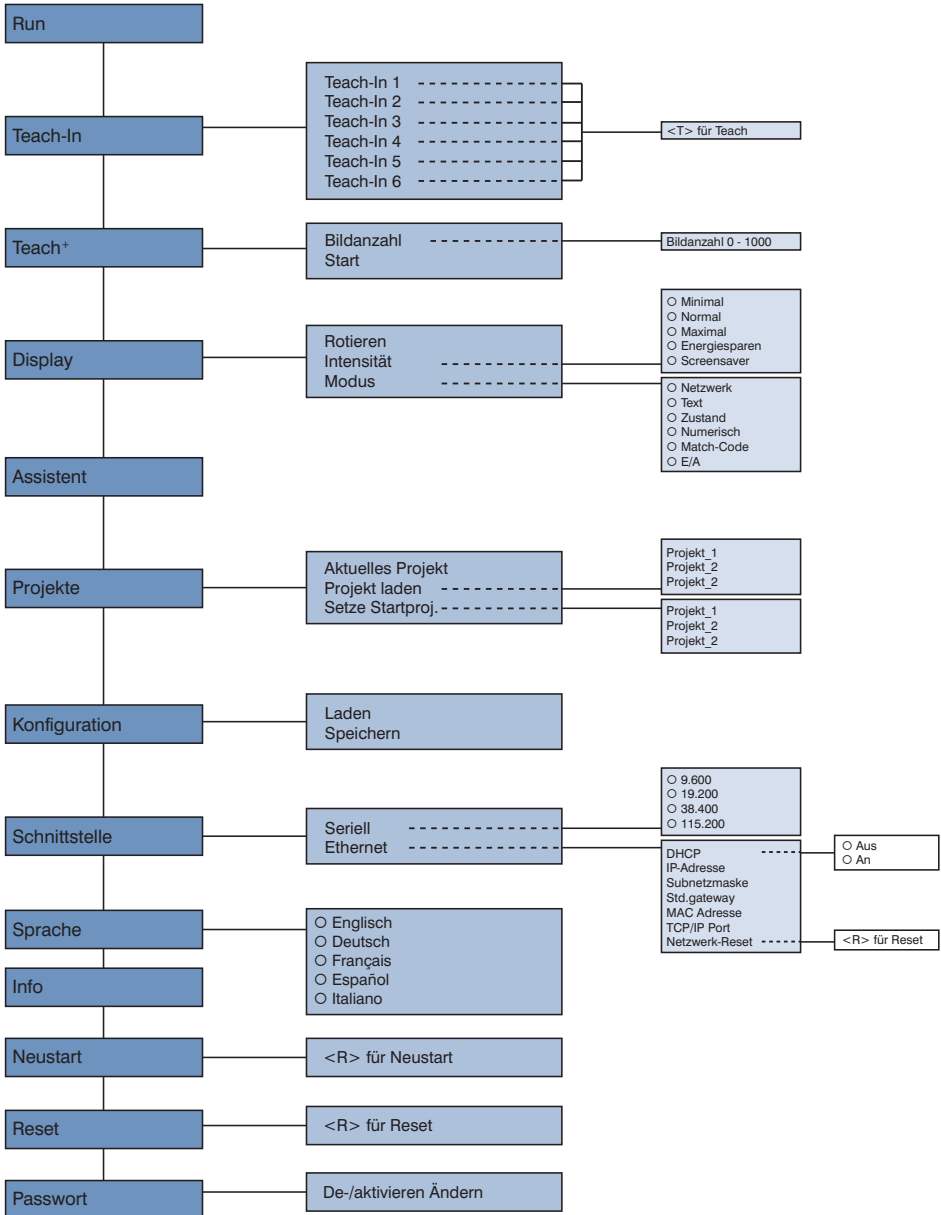 Run
Teach-In
Teach-In 1
Teach-In 2
Teach-In 3
Teach-In 4
Teach-In 5
Teach-In 6
<T> für Teach
Teach+
Bildanzahl
Start
Bildanzahl 0 - 1000
Display
Rotieren
Intensität
Modus
Minimal
Normal
Maximal
Energiesparen
Screensaver
Netzwerk
Text
Zustand
Numerisch
Match-Code
E/A
Assistent
Projekte
Aktuelles Projekt
Projekt laden
Setze Startproj.
Projekt_1
Projekt_2
Projekt_2
Projekt_1
Projekt_2
Projekt_2
Konfiguration
Laden
Speichern
Schnittstelle
Seriell
Ethernet
9.600
19.200
38.400
115.200
DHCP
IP-Adresse
Subnetzmaske
Std.gateway
MAC Adresse
TCP/IP Port
Netzwerk-Reset
Aus
An
<R> für Reset
Sprache
Englisch
Deutsch
Français
Español
Italiano
Info
Neustart
<R> für Neustart
Reset
<R> für Reset
Passwort
De-/aktivieren Ändern